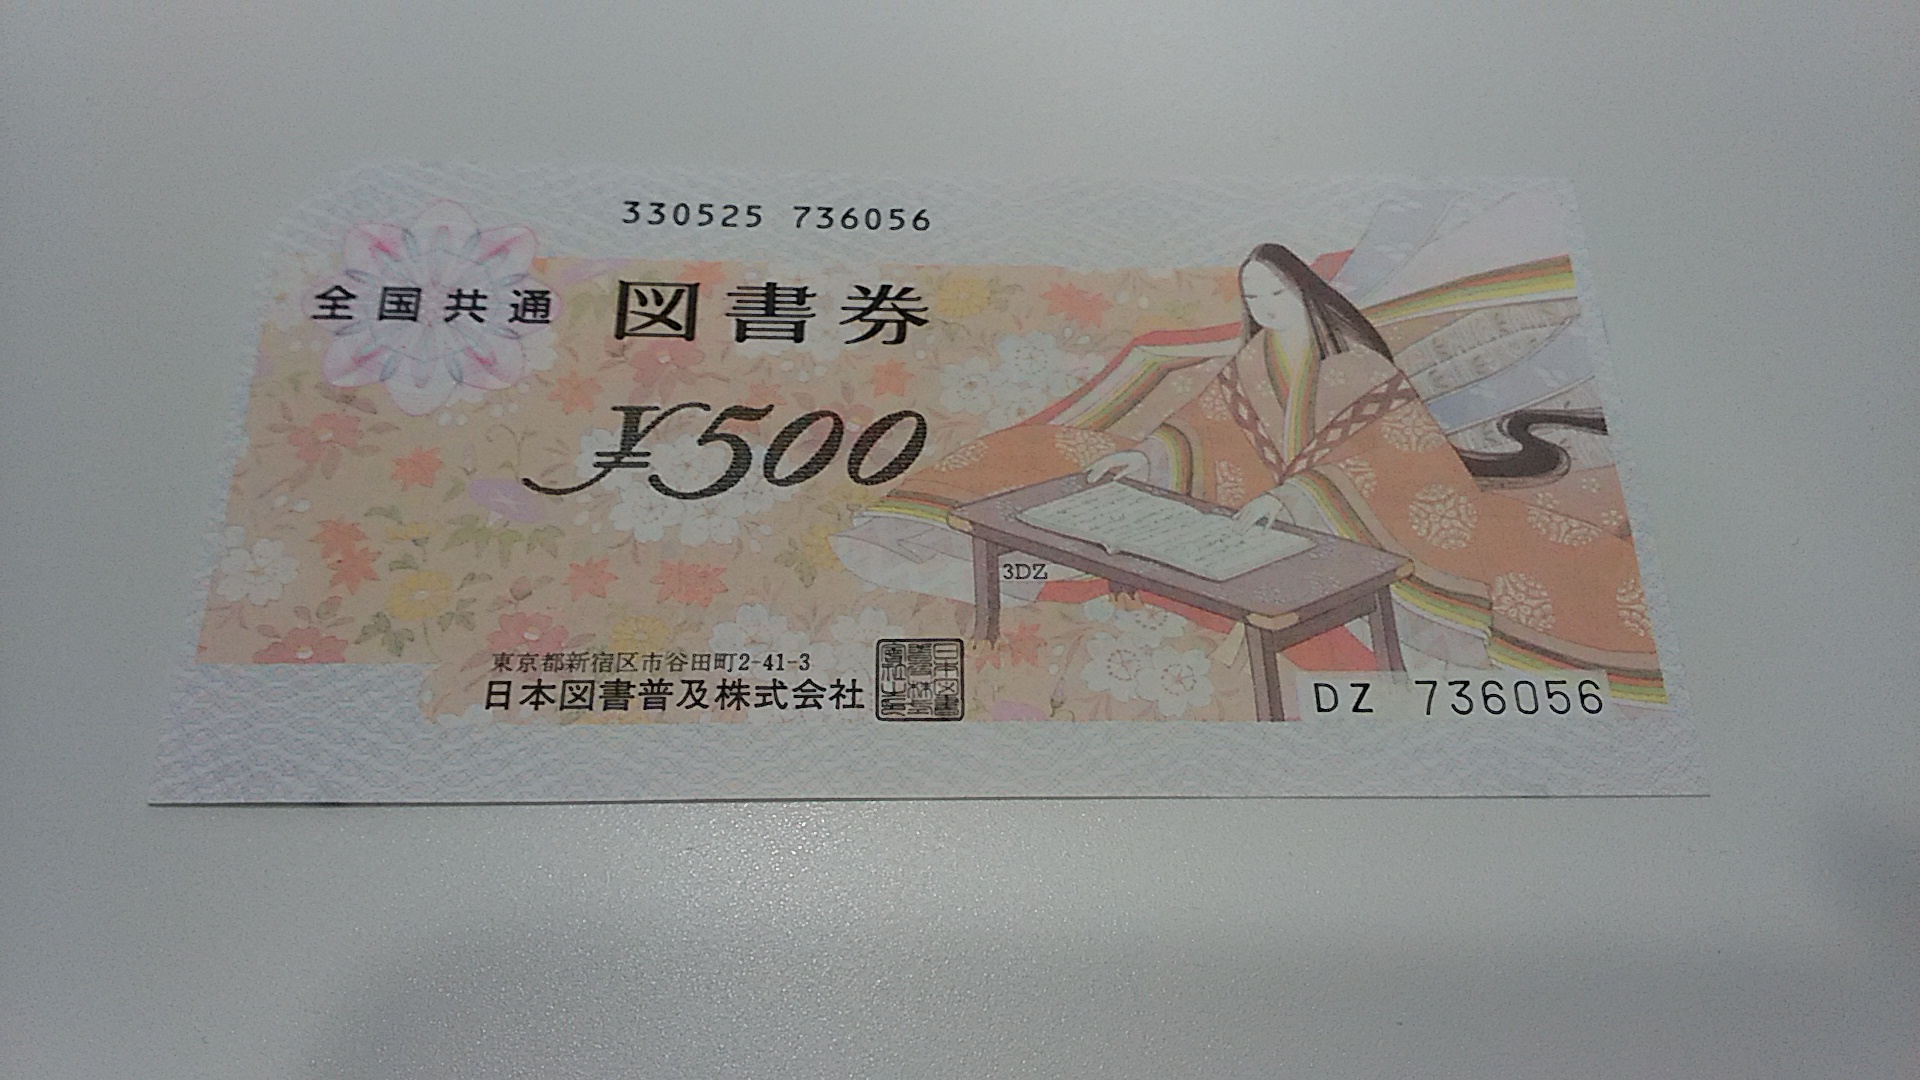 330525 736056
全国共通 図書券
¥500
3DZ
東京都新宿区市谷田町2-41-3
日本図書普及株式会社
DZ 736056